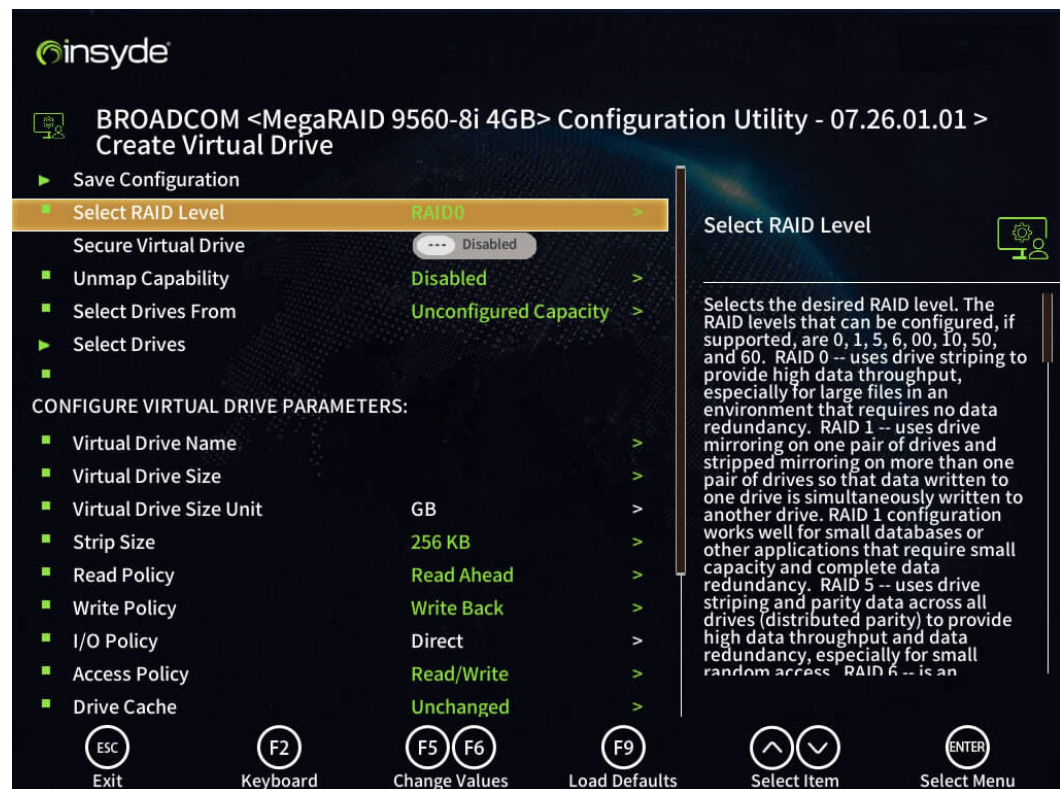 insyde
BROADCOM <MegaRAID 9560-8i 4GB> Configuration Utility - 07.26.01.01 >
Create Virtual Drive
Save Configuration
Select RAID Level RAID0 >
Secure Virtual Drive --- Disabled
Unmap Capability Disabled >
Select Drives From Unconfigured Capacity >
Select Drives
CONFIGURE VIRTUAL DRIVE PARAMETERS:
Virtual Drive Name >
Virtual Drive Size >
Virtual Drive Size Unit GB >
Strip Size 256 KB >
Read Policy Read Ahead >
Write Policy Write Back >
I/O Policy Direct >
Access Policy Read/Write >
Drive Cache Unchanged >
Select RAID Level
Selects the desired RAID level. The
RAID levels that can be configured, if
supported, are 0, 1, 5, 6, 00, 10, 50,
and 60. RAID 0 -- uses drive striping to
provide high data throughput,
especially for large files in an
environment that requires no data
redundancy. RAID 1 -- uses drive
mirroring on one pair of drives and
stripped mirroring on more than one
pair of drives so that data written to
one drive is simultaneously written to
another drive. RAID 1 configuration
works well for small databases or
other applications that require small
capacity and complete data
redundancy. RAID 5 -- uses drive
striping and parity data across all
drives (distributed parity) to provide
high data throughput and data
redundancy, especially for small
random access. RAID 6 -- is an
ESC F2 F5 F6 F9 ENTER
Exit Keyboard Change Values Load Defaults Select Item Select Menu